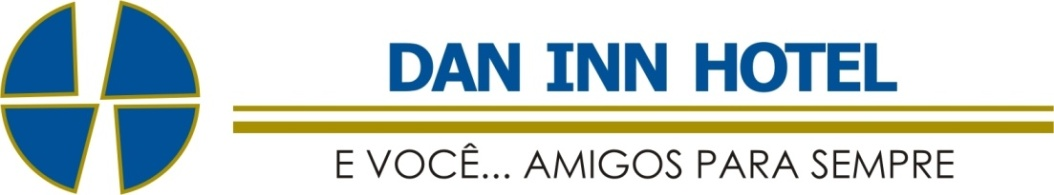 DAN INN HOTEL
E VOCÊ... AMIGOS PARA SEMPRE